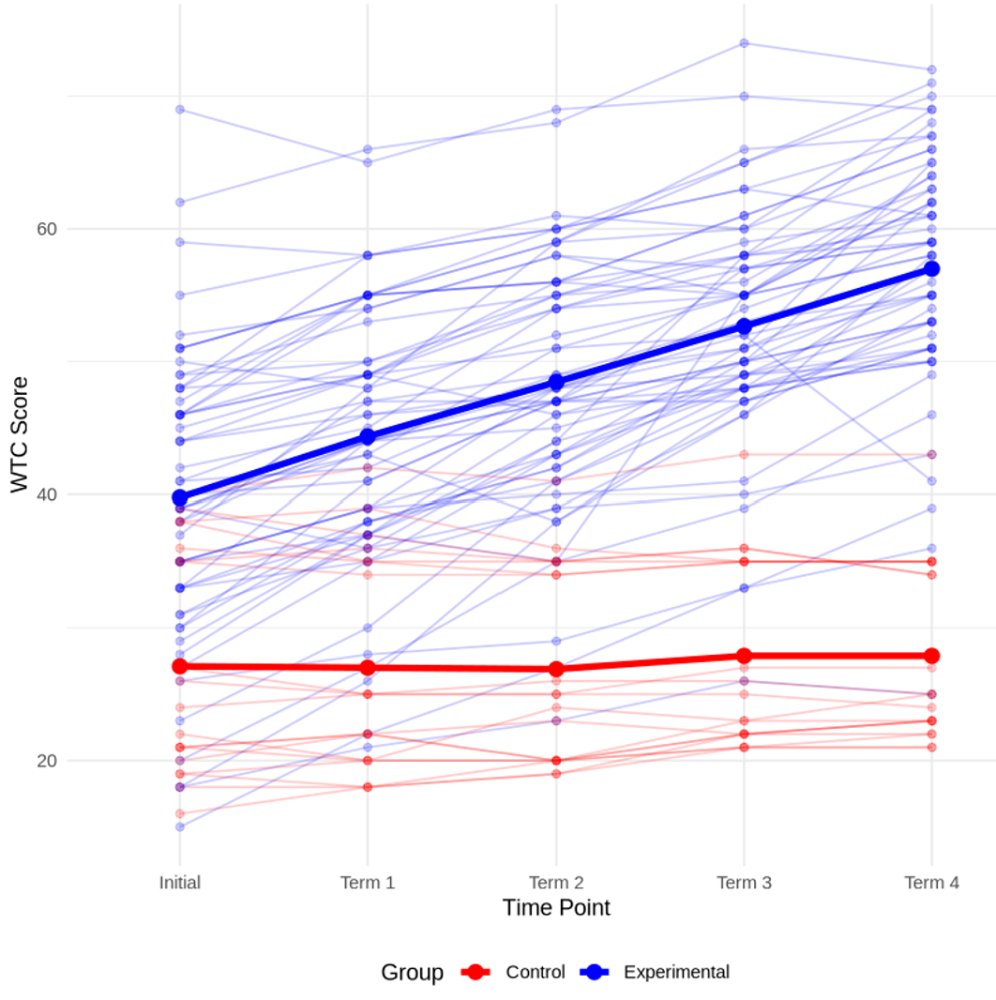 WTC Score
60
40
20
Initial Term 1 Term 2 Term 3 Term 4
Time Point
Group Control Experimental